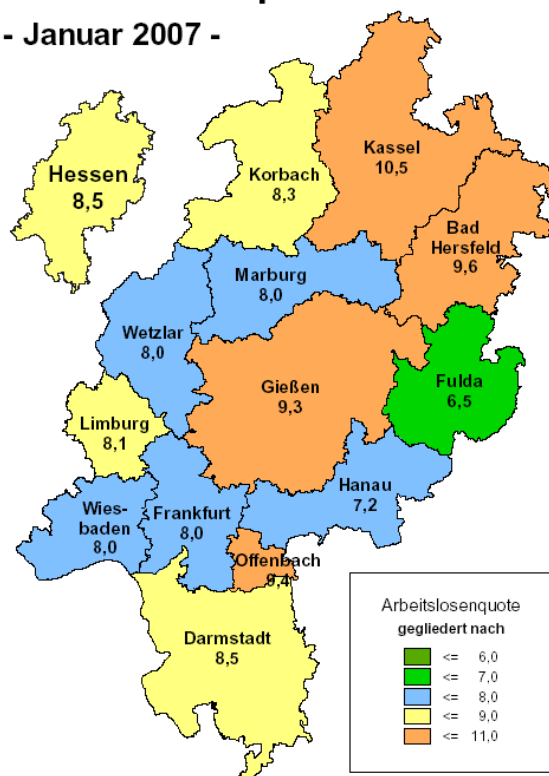 - Januar 2007 -
Hessen
8,5
Kassel
10,5
Korbach
8,3
Bad
Hersfeld
9,6
Marburg
8,0
Wetzlar
8,0
Gießen
9,3
Fulda
6,5
Limburg
8,1
Hanau
7,2
Wies-
baden
8,0
Frankfurt
8,0
Offenbach
9,4
Darmstadt
8,5
Arbeitslosenquote
gegliedert nach
<= 6,0
<= 7,0
<= 8,0
<= 9,0
<= 11,0